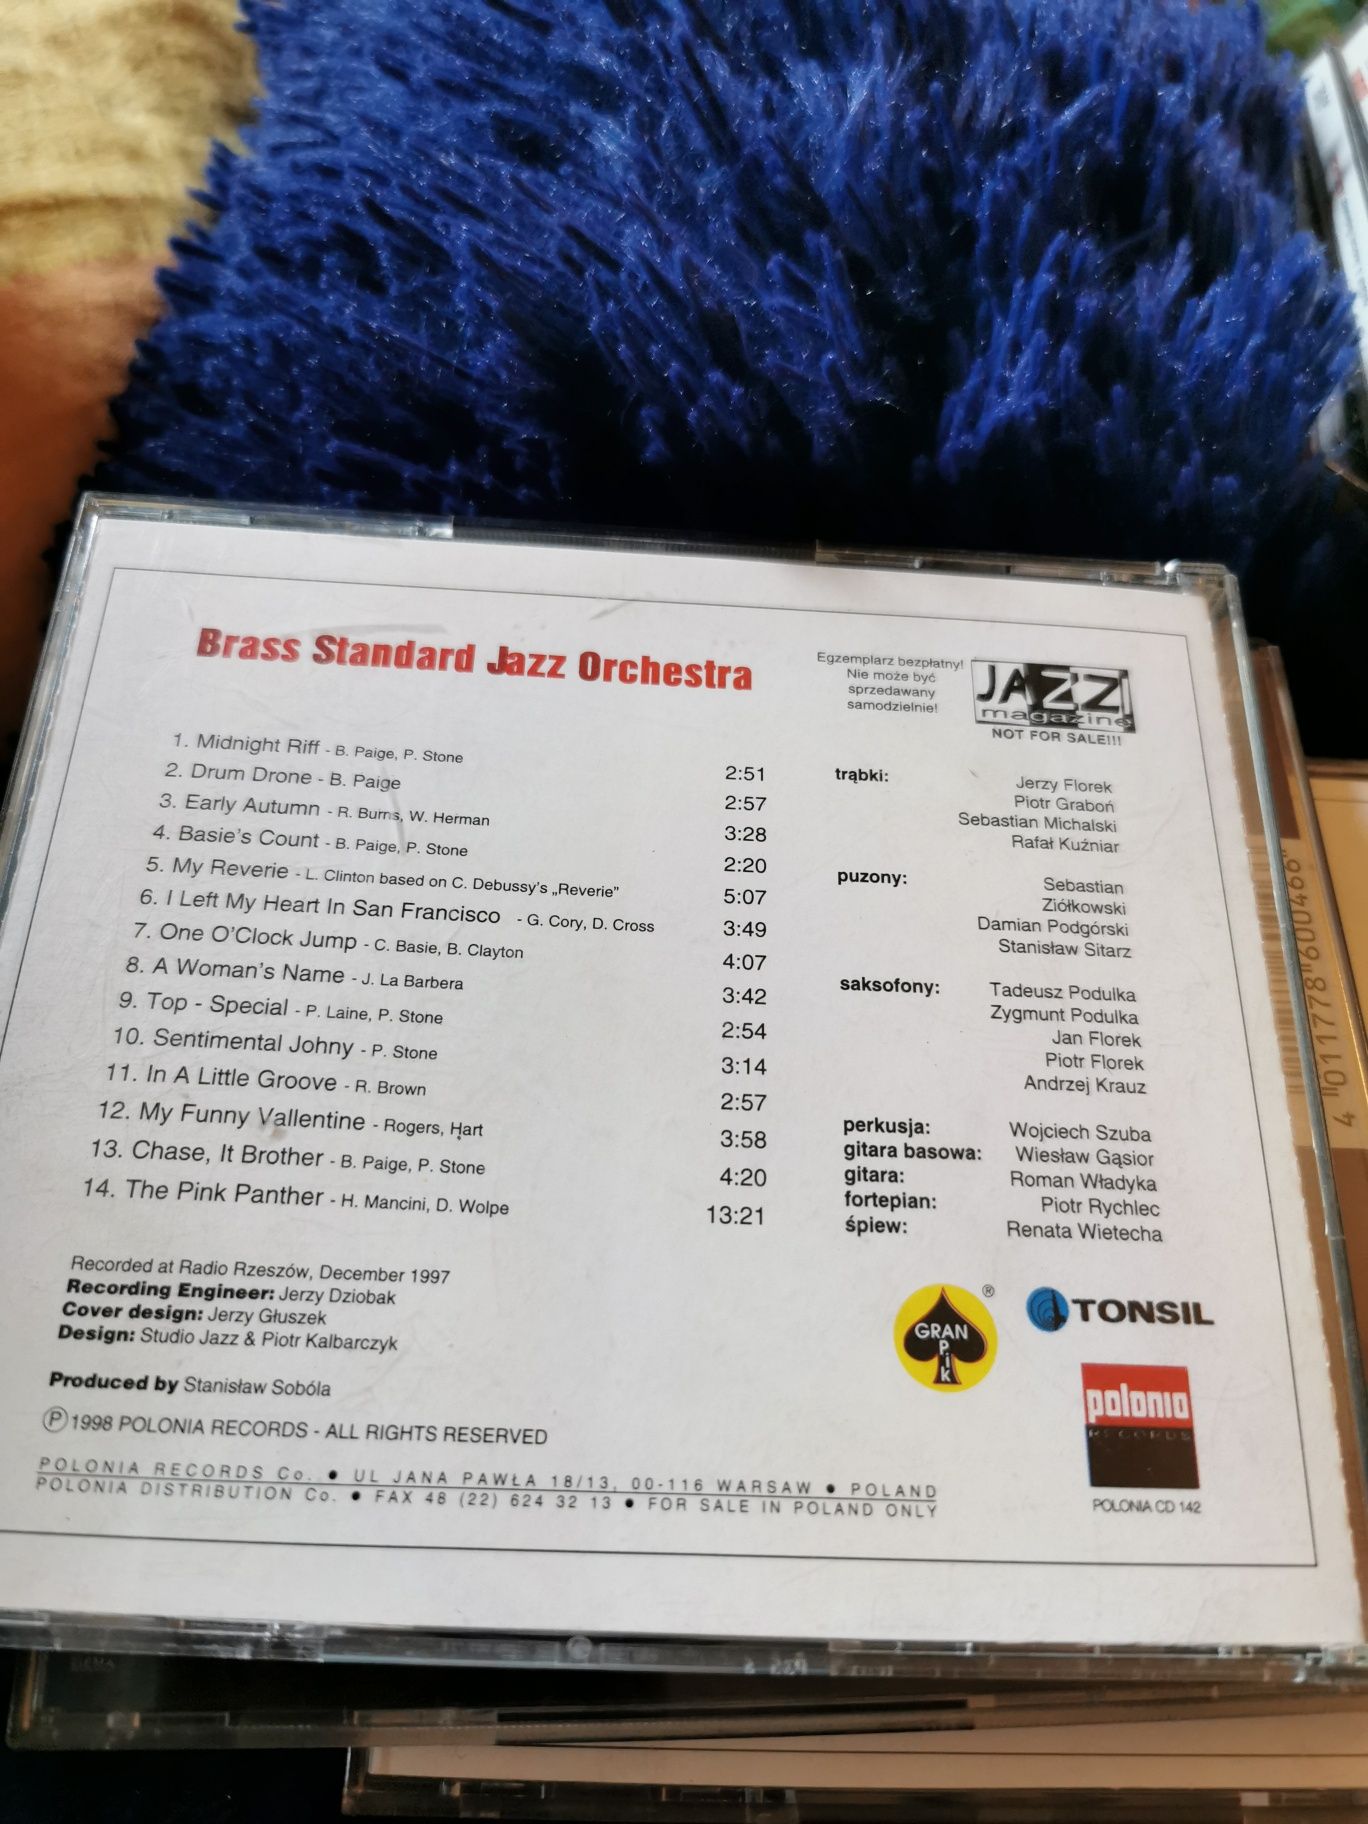 Brass Standard Jazz Orchestra
Egzemplarz bezpłatny!
Nie może być
sprzedawany
samodzielnie!
JAZZ
magazine
NOT FOR SALE!!!
1. Midnight Riff - B. Paige, P. Stone 2:51
2. Drum Drone - B. Paige 2:57
3. Early Autumn - R. Burns, W. Herman 3:28
4. Basie's Count - B. Paige, P. Stone 2:20
5. My Reverie - L. Clinton based on C. Debussy's „Reverie” 5:07
6. I Left My Heart In San Francisco - G. Cory, D. Cross 3:49
7. One O'Clock Jump - C. Basie, B. Clayton 4:07
8. A Woman's Name - J. La Barbera 3:42
9. Top - Special - P. Laine, P. Stone 2:54
10. Sentimental Johny - P. Stone 3:14
11. In A Little Groove - R. Brown 2:57
12. My Funny Vallentine - Rogers, Hart 3:58
13. Chase, It Brother - B. Paige, P. Stone 4:20
14. The Pink Panther - H. Mancini, D. Wolpe 13:21
trąbki: Jerzy Florek
Piotr Graboń
Sebastian Michalski
Rafał Kuźniar
puzony: Sebastian
Ziółkowski
Damian Podgórski
Stanisław Sitarz
saksofony: Tadeusz Podulka
Zygmunt Podulka
Jan Florek
Piotr Florek
Andrzej Krauz
perkusja: Wojciech Szuba
gitara basowa: Wiesław Gąsior
gitara: Roman Władyka
fortepian: Piotr Rychlec
śpiew: Renata Wietecha
Recorded at Radio Rzeszów, December 1997
Recording Engineer: Jerzy Dziobak
Cover design: Jerzy Głuszek
Design: Studio Jazz & Piotr Kalbarczyk
Produced by Stanisław Sobóla
Ⓟ1998 POLONIA RECORDS - ALL RIGHTS RESERVED
POLONIA RECORDS Co. ● UL JANA PAWŁA 18/13, 00-116 WARSAW ● POLAND
POLONIA DISTRIBUTION Co. ● FAX 48 (22) 624 32 13 ● FOR SALE IN POLAND ONLY
GRAN
Pik
®
TONSIL
polonia
RECORDS
POLONIA CD 142
4 "011778"600466"